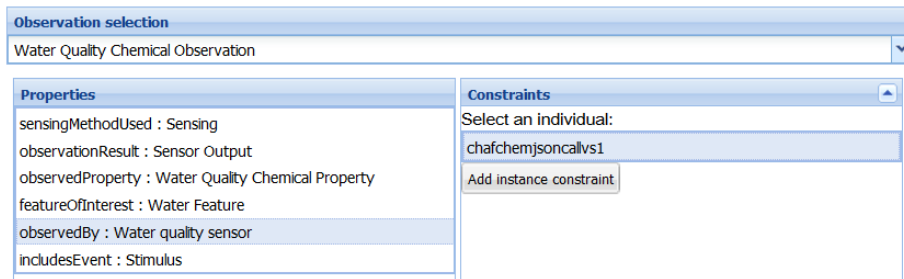 Observation selection
Water Quality Chemical Observation
Properties
sensingMethodUsed : Sensing
observationResult : Sensor Output
observedProperty : Water Quality Chemical Property
featureOfInterest : Water Feature
observedBy : Water quality sensor
includesEvent : Stimulus
Constraints
Select an individual:
chafchemjsoncallvs1
Add instance constraint